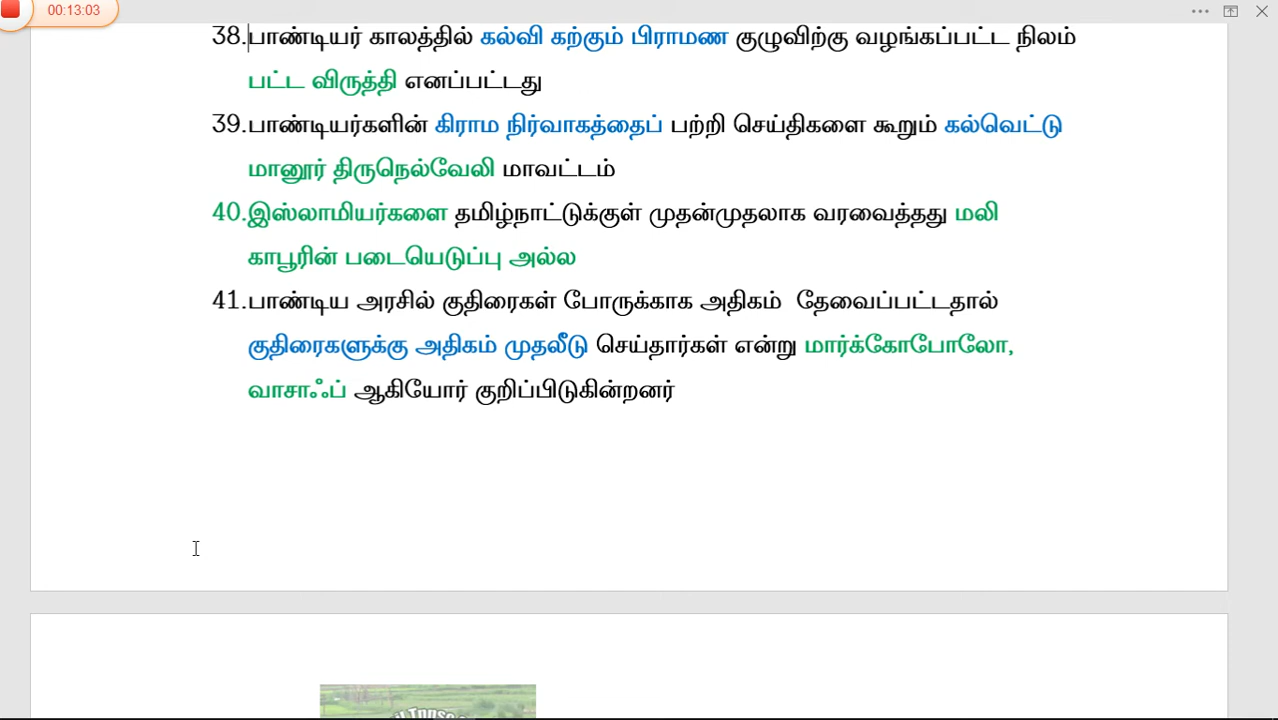 00:13:03
38.பாண்டியர் காலத்தில் கல்வி கற்கும் பிராமண குழுவிற்கு வழங்கப்பட்ட நிலம்
பட்ட விருத்தி எனப்பட்டது
39.பாண்டியர்களின் கிராம நிர்வாகத்தைப் பற்றி செய்திகளை கூறும் கல்வெட்டு
மானூர் திருநெல்வேலி மாவட்டம்
40.இஸ்லாமியர்களை தமிழ்நாட்டுக்குள் முதன்முதலாக வரவைத்தது மலி
காபூரின் படையெடுப்பு அல்ல
41.பாண்டிய அரசில் குதிரைகள் போருக்காக அதிகம் தேவைப்பட்டதால்
குதிரைகளுக்கு அதிகம் முதலீடு செய்தார்கள் என்று மார்க்கோபோலோ,
வாசாஃப் ஆகியோர் குறிப்பிடுகின்றனர்